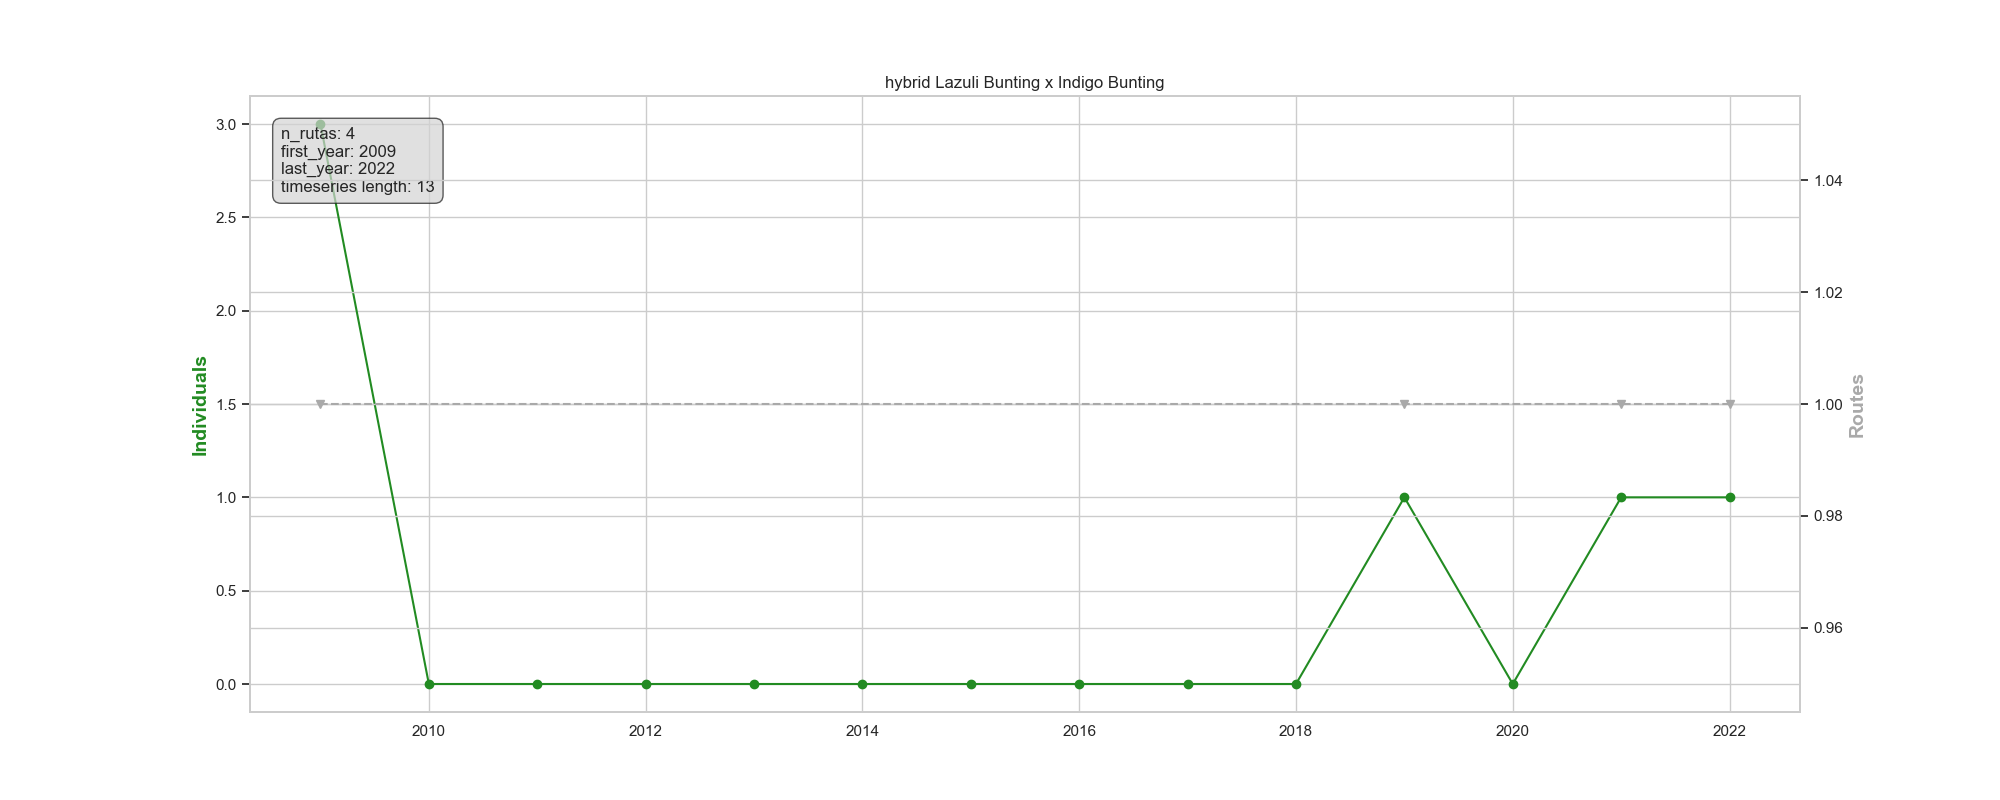 hybrid Lazuli Bunting x Indigo Bunting
n_rutas: 4
first_year: 2009
last_year: 2022
timeseries length: 13
Individuals
3.0
2.5
2.0
1.5
1.0
0.5
0.0
1.04
1.02
1.00
0.98
0.96
Routes
2010 2012 2014 2016 2018 2020 2022